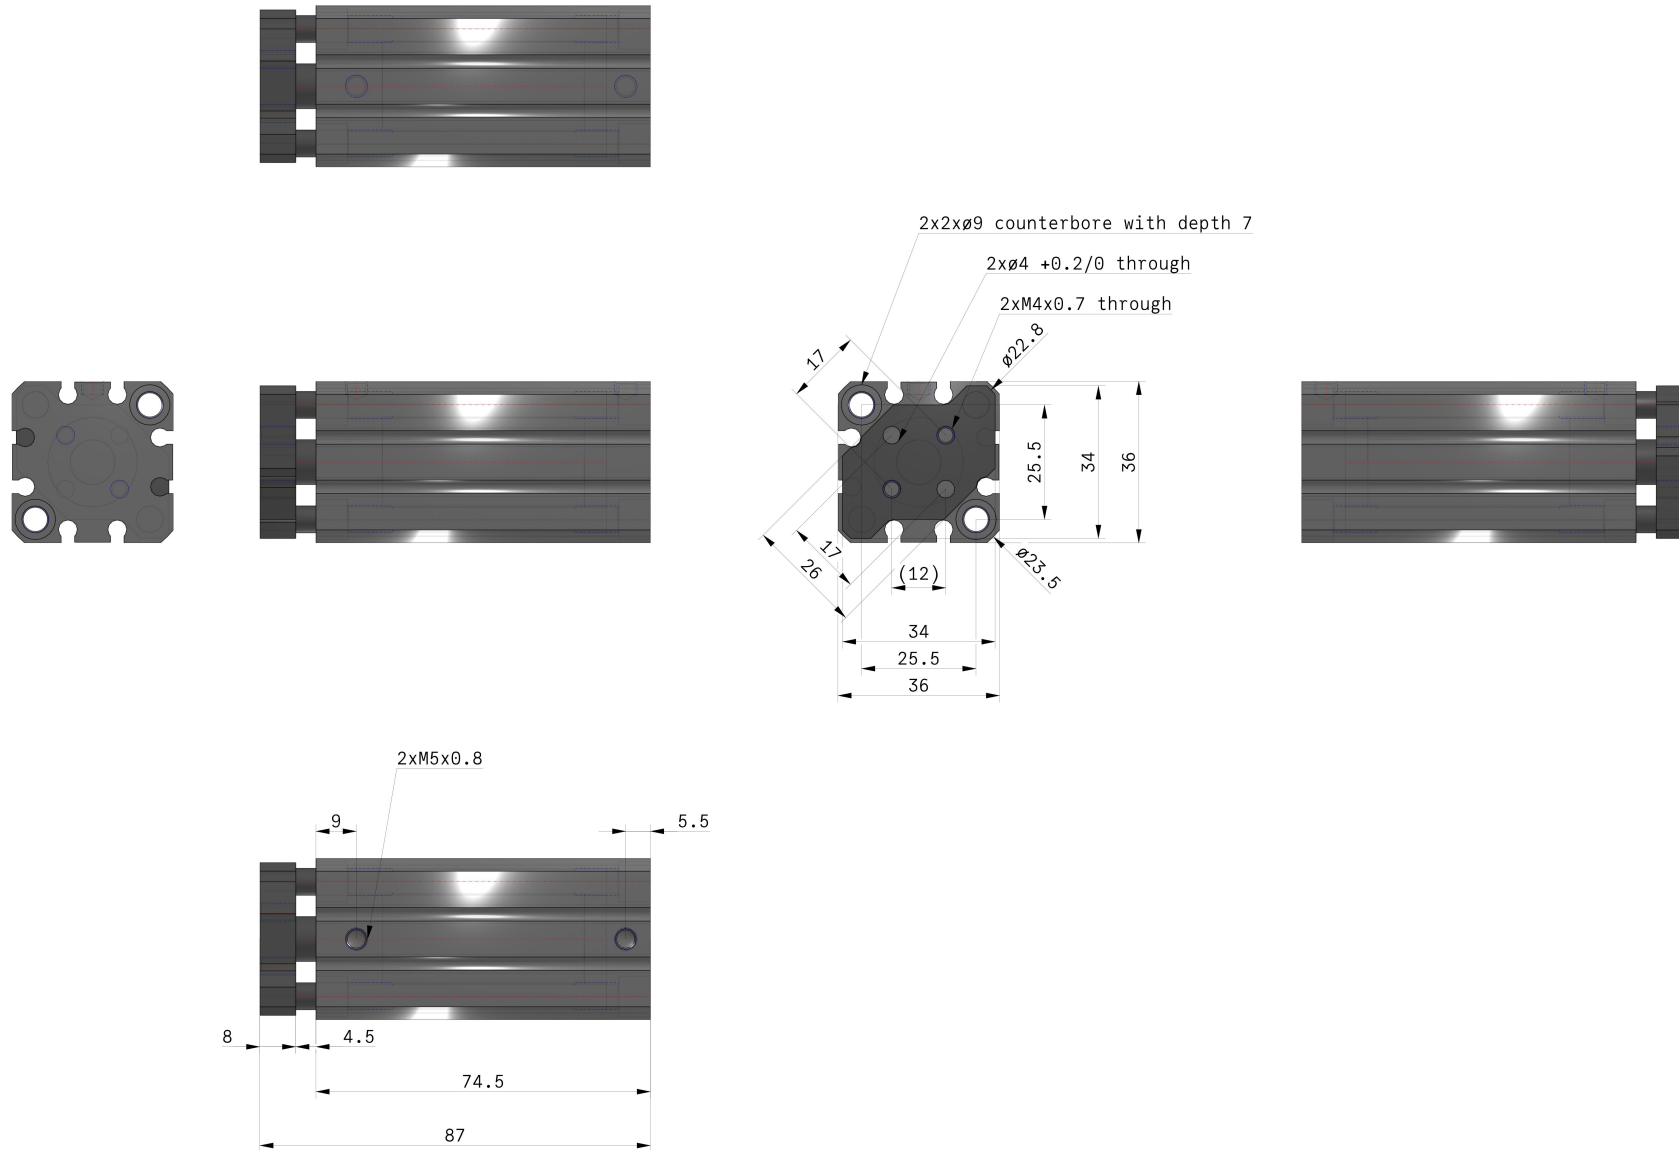 2x2xø9 counterbore with depth 7
2xø4 +0.2/0 through
2xM4x0.7 through
ø22.8
17
25.5
34
36
17
26
(12)
ø23.5
34
25.5
36
2xM5x0.8
9
5.5
8
4.5
74.5
87